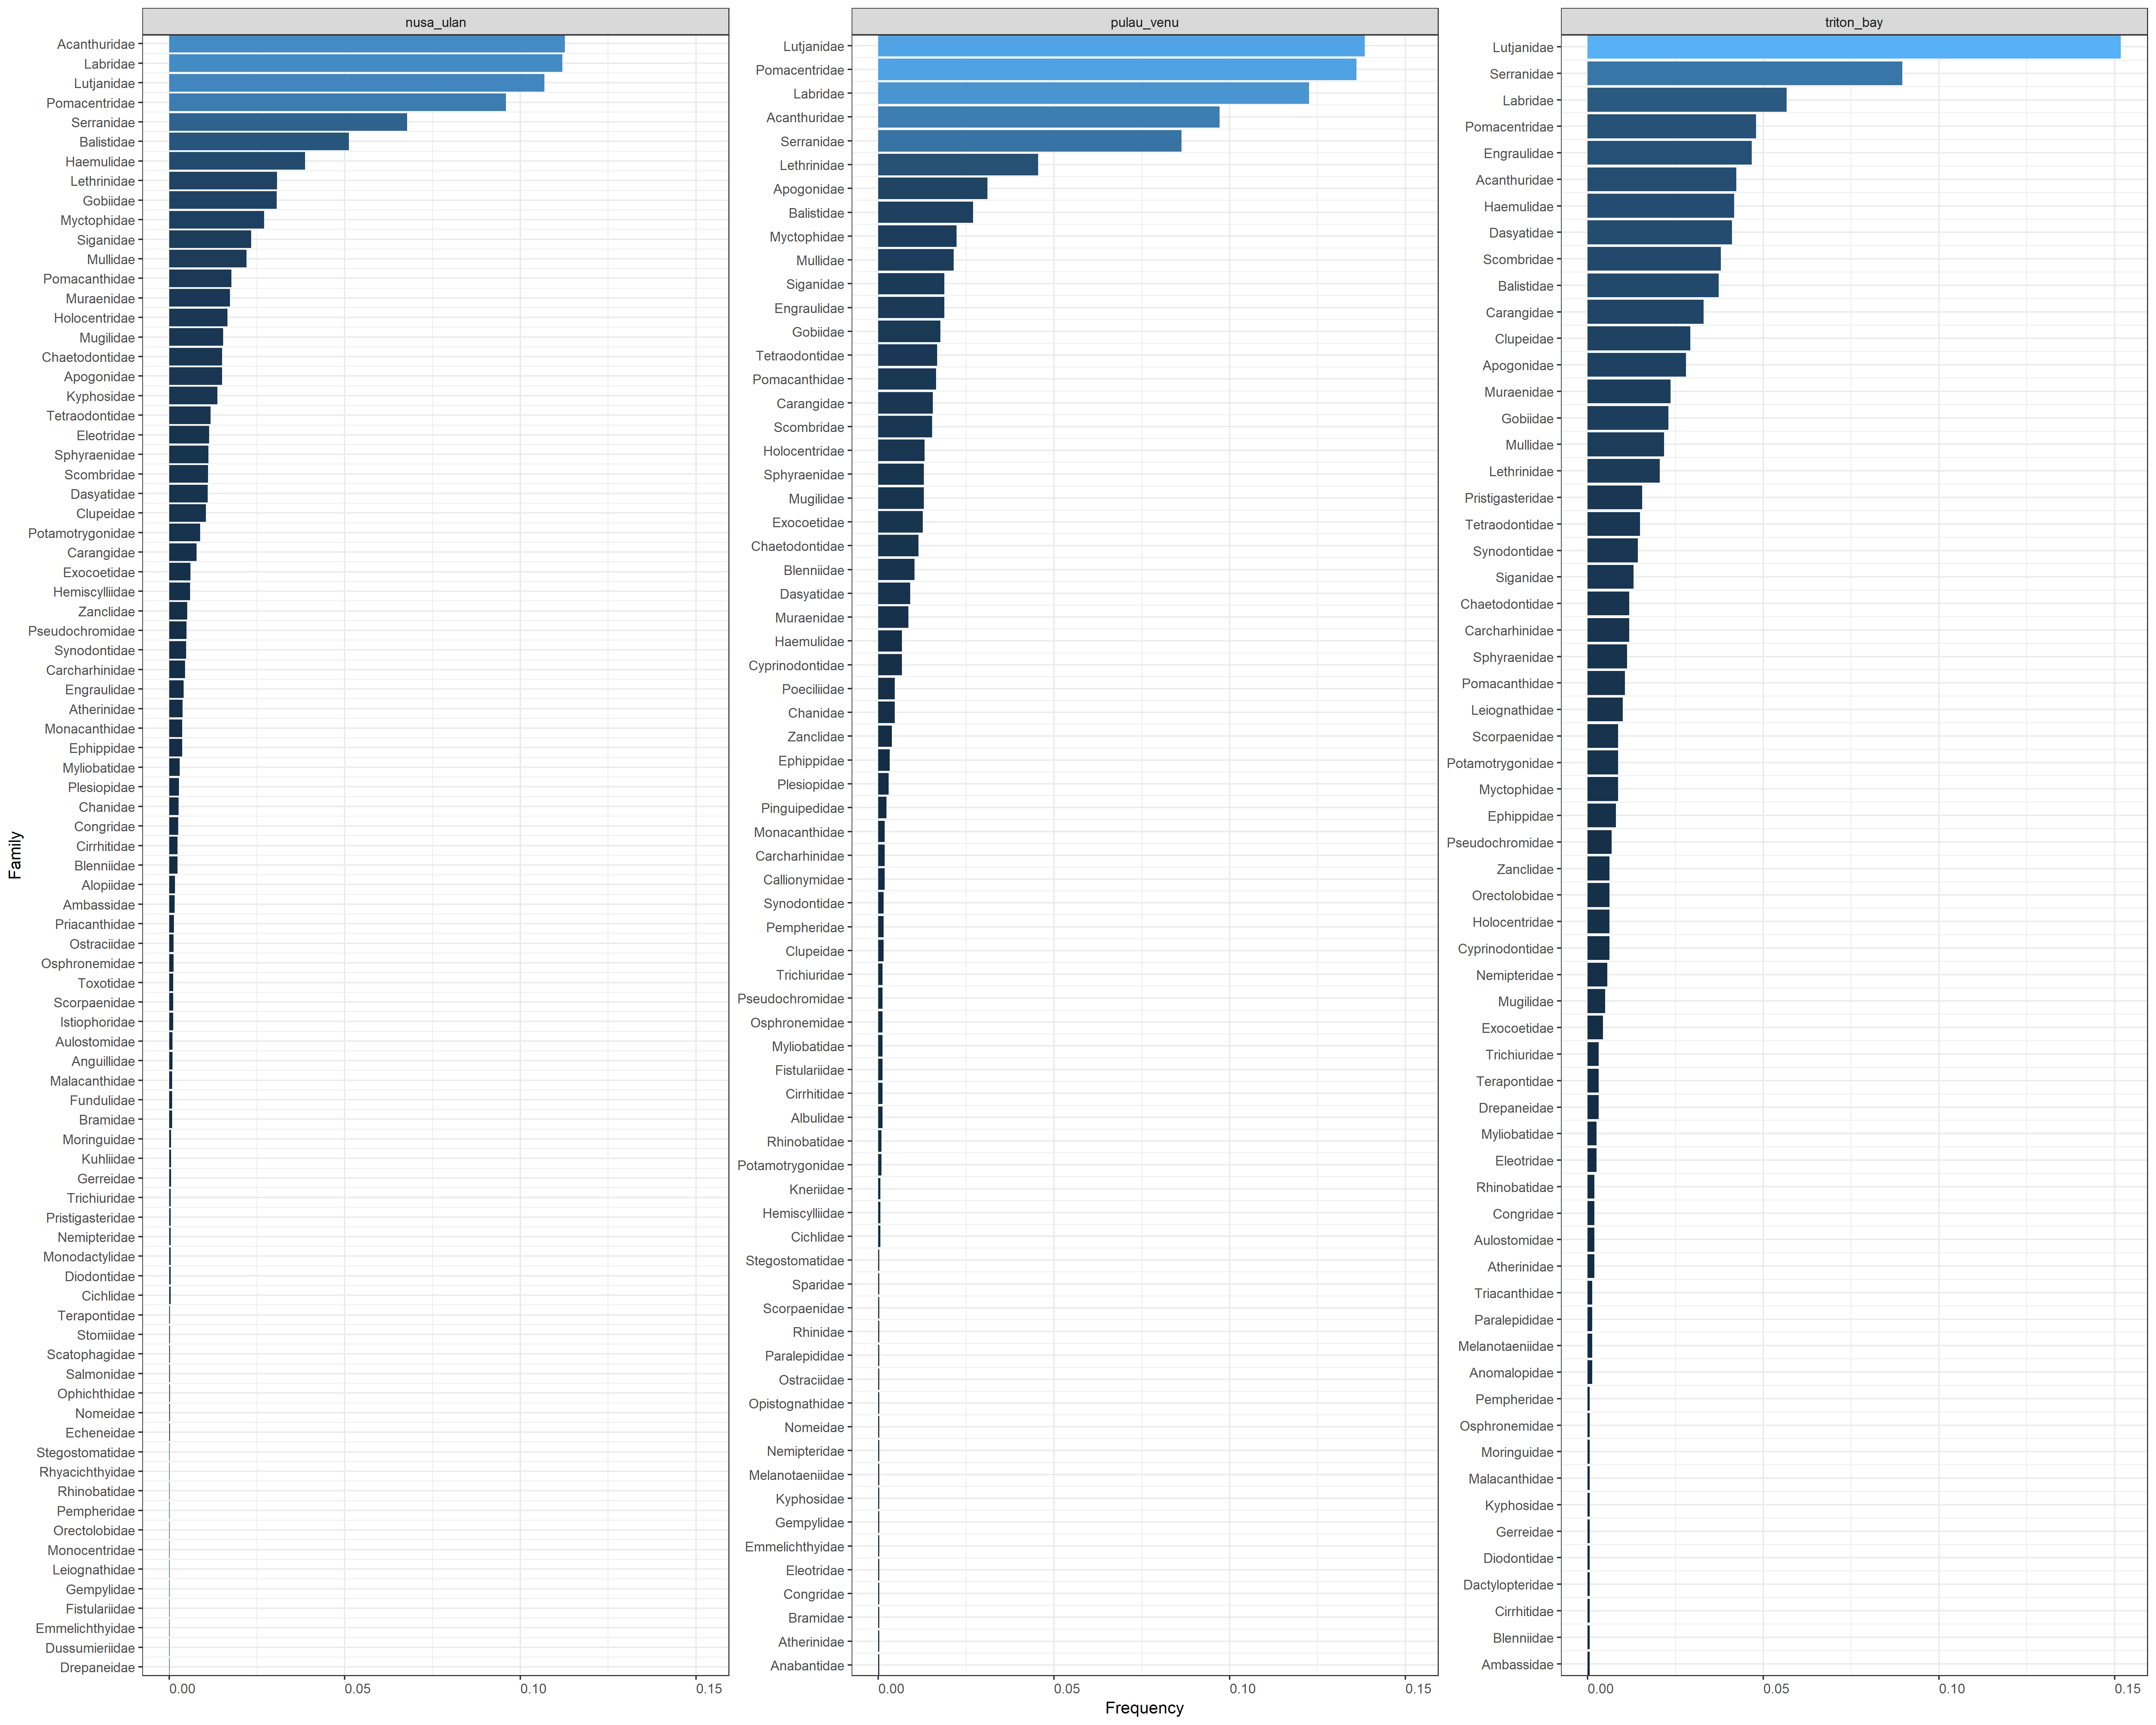 nusa_ulan
Acanthuridae
Labridae
Lutjanidae
Pomacentridae
Serranidae
Balistidae
Haemulidae
Lethrinidae
Gobiidae
Myctophidae
Siganidae
Mullidae
Pomacanthidae
Muraenidae
Holocentridae
Mugilidae
Chaetodontidae
Apogonidae
Kyphosidae
Tetraodontidae
Eleotridae
Sphyraenidae
Scombridae
Dasyatidae
Clupeidae
Potamotrygonidae
Carangidae
Exocoetidae
Hemiscylliidae
Zanclidae
Pseudochromidae
Synodontidae
Carcharhinidae
Engraulidae
Atherinidae
Monacanthidae
Ephippidae
Myliobatidae
Plesiopidae
Chanidae
Congridae
Cirrhitidae
Blenniidae
Alopiidae
Ambassidae
Priacanthidae
Ostraciidae
Osphronemidae
Toxotidae
Scorpaenidae
Istiophoridae
Aulostomidae
Anguillidae
Malacanthidae
Fundulidae
Bramidae
Moringuidae
Kuhliidae
Gerreidae
Trichiuridae
Pristigasteridae
Nemipteridae
Monodactylidae
Diodontidae
Cichlidae
Terapontidae
Stomiidae
Scatophagidae
Salmonidae
Ophichthidae
Nomeidae
Echeneidae
Stegostomatidae
Rhyacichthyidae
Rhinobatidae
Pempheridae
Orectolobidae
Monocentridae
Leiognathidae
Gempylidae
Fistulariidae
Emmelichthyidae
Dussumieriidae
Drepaneidae
0.00 0.05 0.10 0.15
pulau_venu
Lutjanidae
Pomacentridae
Labridae
Acanthuridae
Serranidae
Lethrinidae
Apogonidae
Balistidae
Myctophidae
Mullidae
Siganidae
Engraulidae
Gobiidae
Tetraodontidae
Pomacanthidae
Carangidae
Scombridae
Holocentridae
Sphyraenidae
Mugilidae
Exocoetidae
Chaetodontidae
Blenniidae
Dasyatidae
Muraenidae
Haemulidae
Cyprinodontidae
Poeciliidae
Chanidae
Zanclidae
Ephippidae
Plesiopidae
Pinguipedidae
Monacanthidae
Carcharhinidae
Callionymidae
Synodontidae
Pempheridae
Clupeidae
Trichiuridae
Pseudochromidae
Osphronemidae
Myliobatidae
Fistulariidae
Cirrhitidae
Albulidae
Rhinobatidae
Potamotrygonidae
Kneriidae
Hemiscylliidae
Cichlidae
Stegostomatidae
Sparidae
Scorpaenidae
Rhinidae
Paralepididae
Ostraciidae
Opistognathidae
Nomeidae
Nemipteridae
Melanotaeniidae
Kyphosidae
Gempylidae
Emmelichthyidae
Eleotridae
Congridae
Bramidae
Atherinidae
Anabantidae
0.00 0.05 0.10 0.15
triton_bay
Lutjanidae
Serranidae
Labridae
Pomacentridae
Engraulidae
Acanthuridae
Haemulidae
Dasyatidae
Scombridae
Balistidae
Carangidae
Clupeidae
Apogonidae
Muraenidae
Gobiidae
Mullidae
Lethrinidae
Pristigasteridae
Tetraodontidae
Synodontidae
Siganidae
Chaetodontidae
Carcharhinidae
Sphyraenidae
Pomacanthidae
Leiognathidae
Scorpaenidae
Potamotrygonidae
Myctophidae
Ephippidae
Pseudochromidae
Zanclidae
Orectolobidae
Holocentridae
Cyprinodontidae
Nemipteridae
Mugilidae
Exocoetidae
Trichiuridae
Terapontidae
Drepaneidae
Myliobatidae
Eleotridae
Rhinobatidae
Congridae
Aulostomidae
Atherinidae
Triacanthidae
Paralepididae
Melanotaeniidae
Anomalopidae
Pempheridae
Osphronemidae
Moringuidae
Malacanthidae
Kyphosidae
Gerreidae
Diodontidae
Dactylopteridae
Cirrhitidae
Blenniidae
Ambassidae
0.00 0.05 0.10 0.15
Family
Frequency